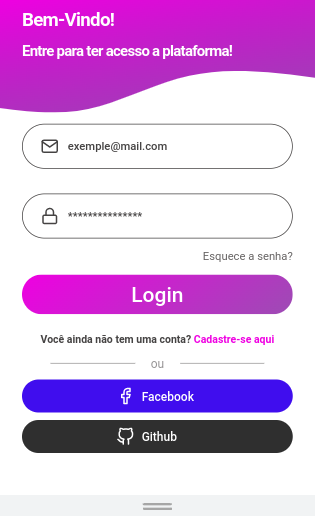 Bem-Vindo!
Entre para ter acesso a plataforma!
exemple@mail.com
***************
Esquece a senha?
Login
Você ainda não tem uma conta? Cadastre-se aqui
ou
Facebook
Github